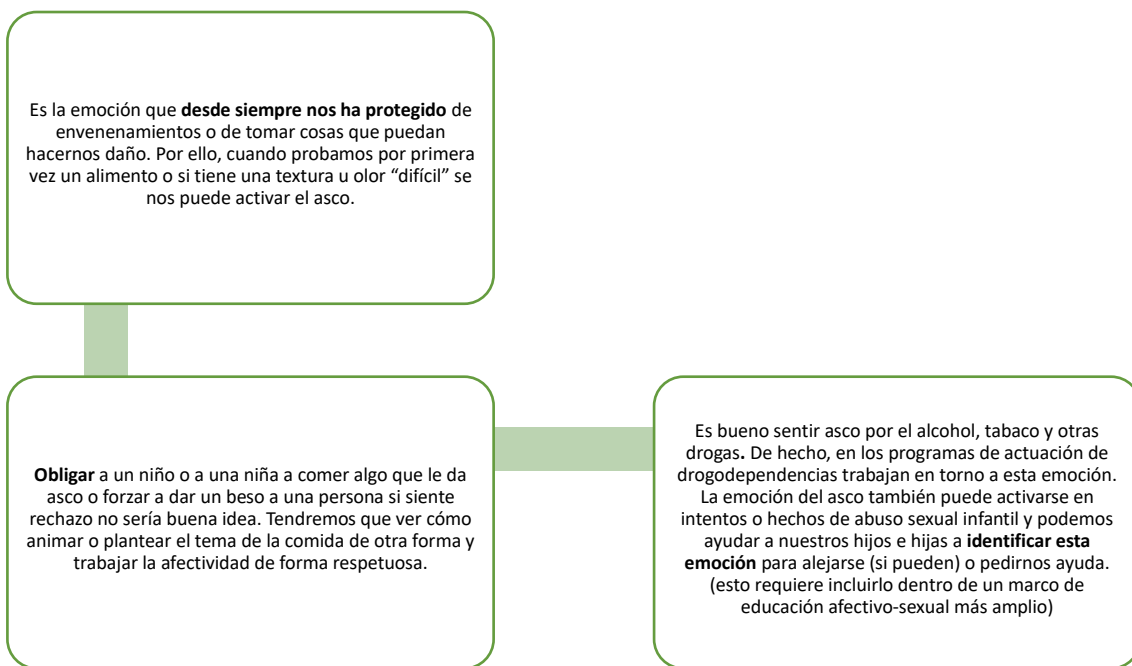 Es la emoción que desde siempre nos ha protegido de
envenenamientos o de tomar cosas que puedan
hacernos daño. Por ello, cuando probamos por primera
vez un alimento o si tiene una textura u olor “difícil” se
nos puede activar el asco.
Obligar a un niño o a una niña a comer algo que le da
asco o forzar a dar un beso a una persona si siente
rechazo no sería buena idea. Tendremos que ver cómo
animar o plantear el tema de la comida de otra forma y
trabajar la afectividad de forma respetuosa.
Es bueno sentir asco por el alcohol, tabaco y otras
drogas. De hecho, en los programas de actuación de
drogodependencias trabajan en torno a esta emoción.
La emoción del asco también puede activarse en
intentos o hechos de abuso sexual infantil y podemos
ayudar a nuestros hijos e hijas a identificar esta
emoción para alejarse (si pueden) o pedirnos ayuda.
(esto requiere incluirlo dentro de un marco de
educación afectivo-sexual más amplio)